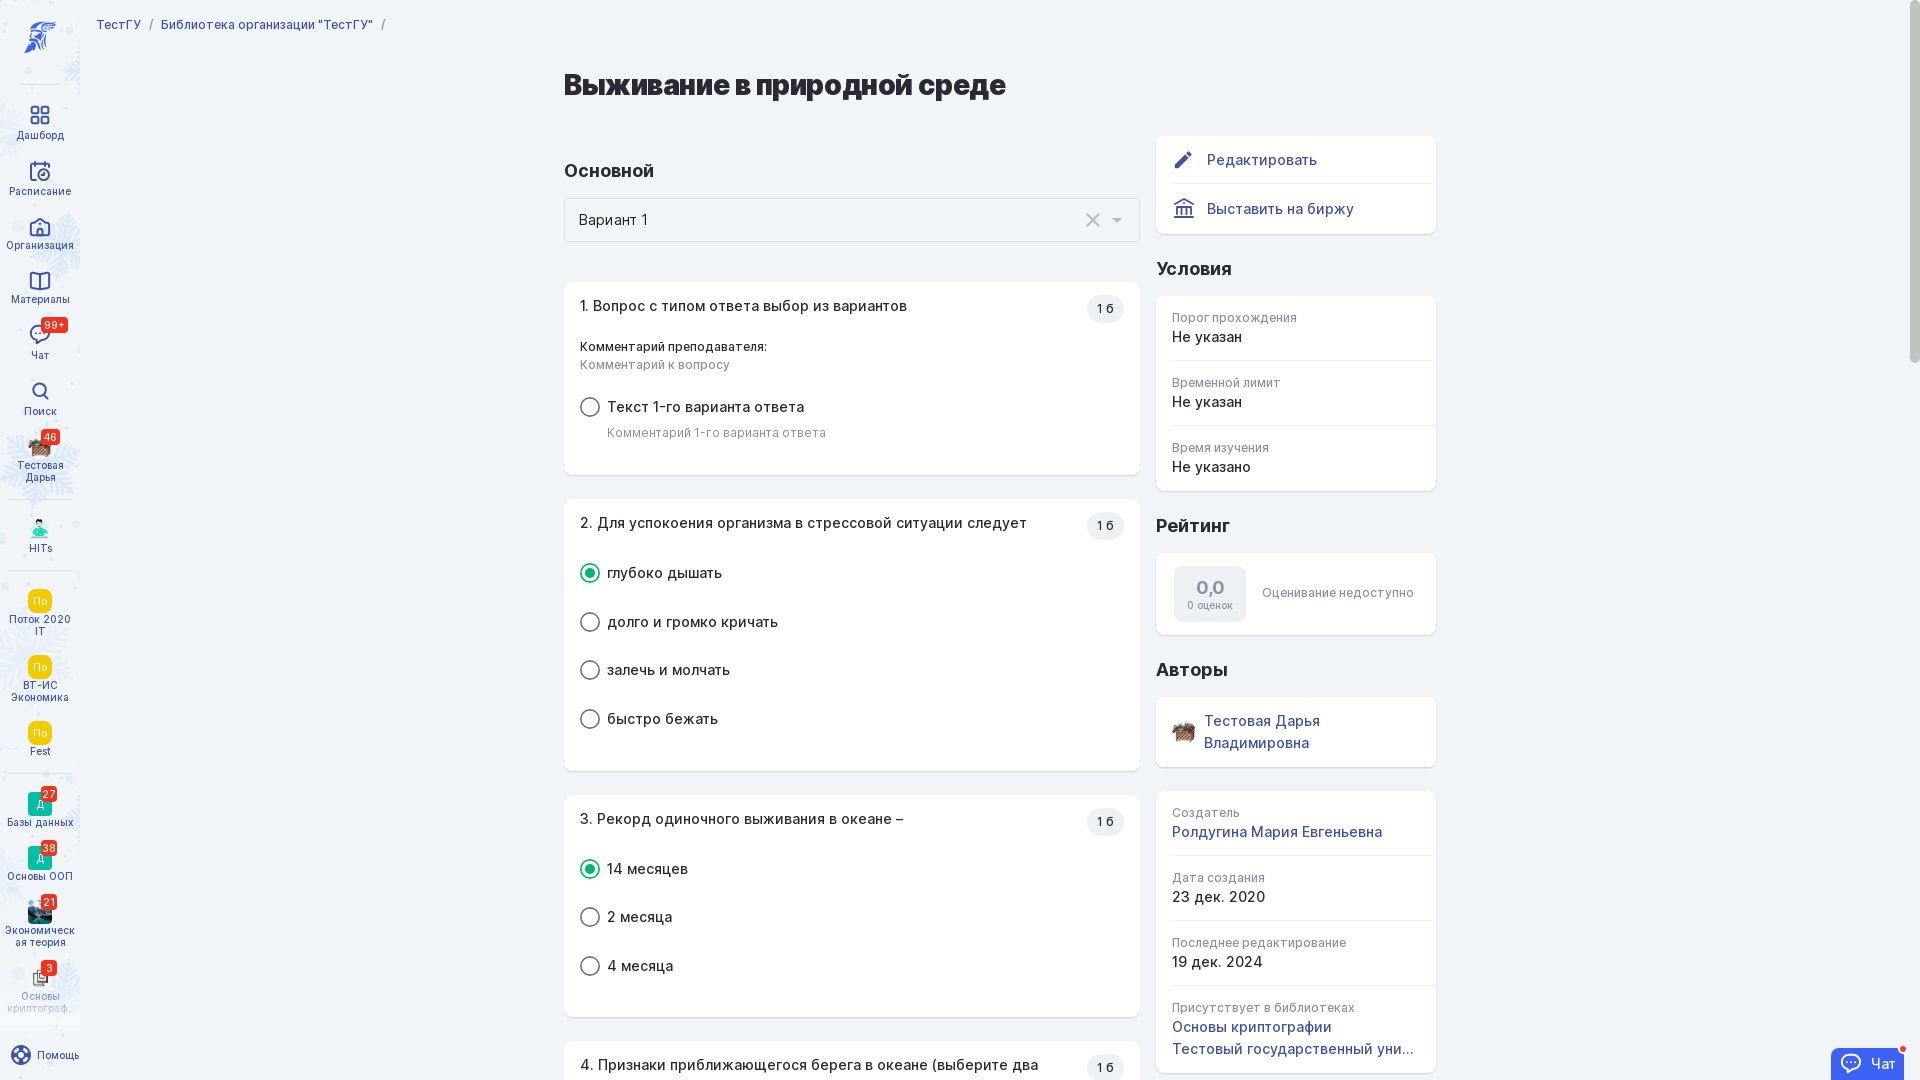 ТестГУ / Библиотека организации "ТестГУ" /
Дашборд
Расписание
Организация
Материалы
99+
Чат
Поиск
46
Тестовая
Дарья
HITs
По
Поток 2020
IT
По
ВТ-ИС
Экономика
По
Fest
27
Д
Базы данных
38
Д
Основы ООП
21
Экономическ
ая теория
3
Основы
криптограф...
Помощь
Выживание в природной среде
Основной
Вариант 1
1. Вопрос с типом ответа выбор из вариантов
1 б
Комментарий преподавателя:
Комментарий к вопросу
Текст 1-го варианта ответа
Комментарий 1-го варианта ответа
2. Для успокоения организма в стрессовой ситуации следует
1 б
глубоко дышать
долго и громко кричать
залечь и молчать
быстро бежать
3. Рекорд одиночного выживания в океане –
1 б
14 месяцев
2 месяца
4 месяца
4. Признаки приближающегося берега в океане (выберите два
1 б
Редактировать
Выставить на биржу
Условия
Порог прохождения
Не указан
Временной лимит
Не указан
Время изучения
Не указано
Рейтинг
0,0
0 оценок
Оценивание недоступно
Авторы
Тестовая Дарья
Владимировна
Создатель
Ролдугина Мария Евгеньевна
Дата создания
23 дек. 2020
Последнее редактирование
19 дек. 2024
Присутствует в библиотеках
Основы криптографии
Тестовый государственный уни...
Чат